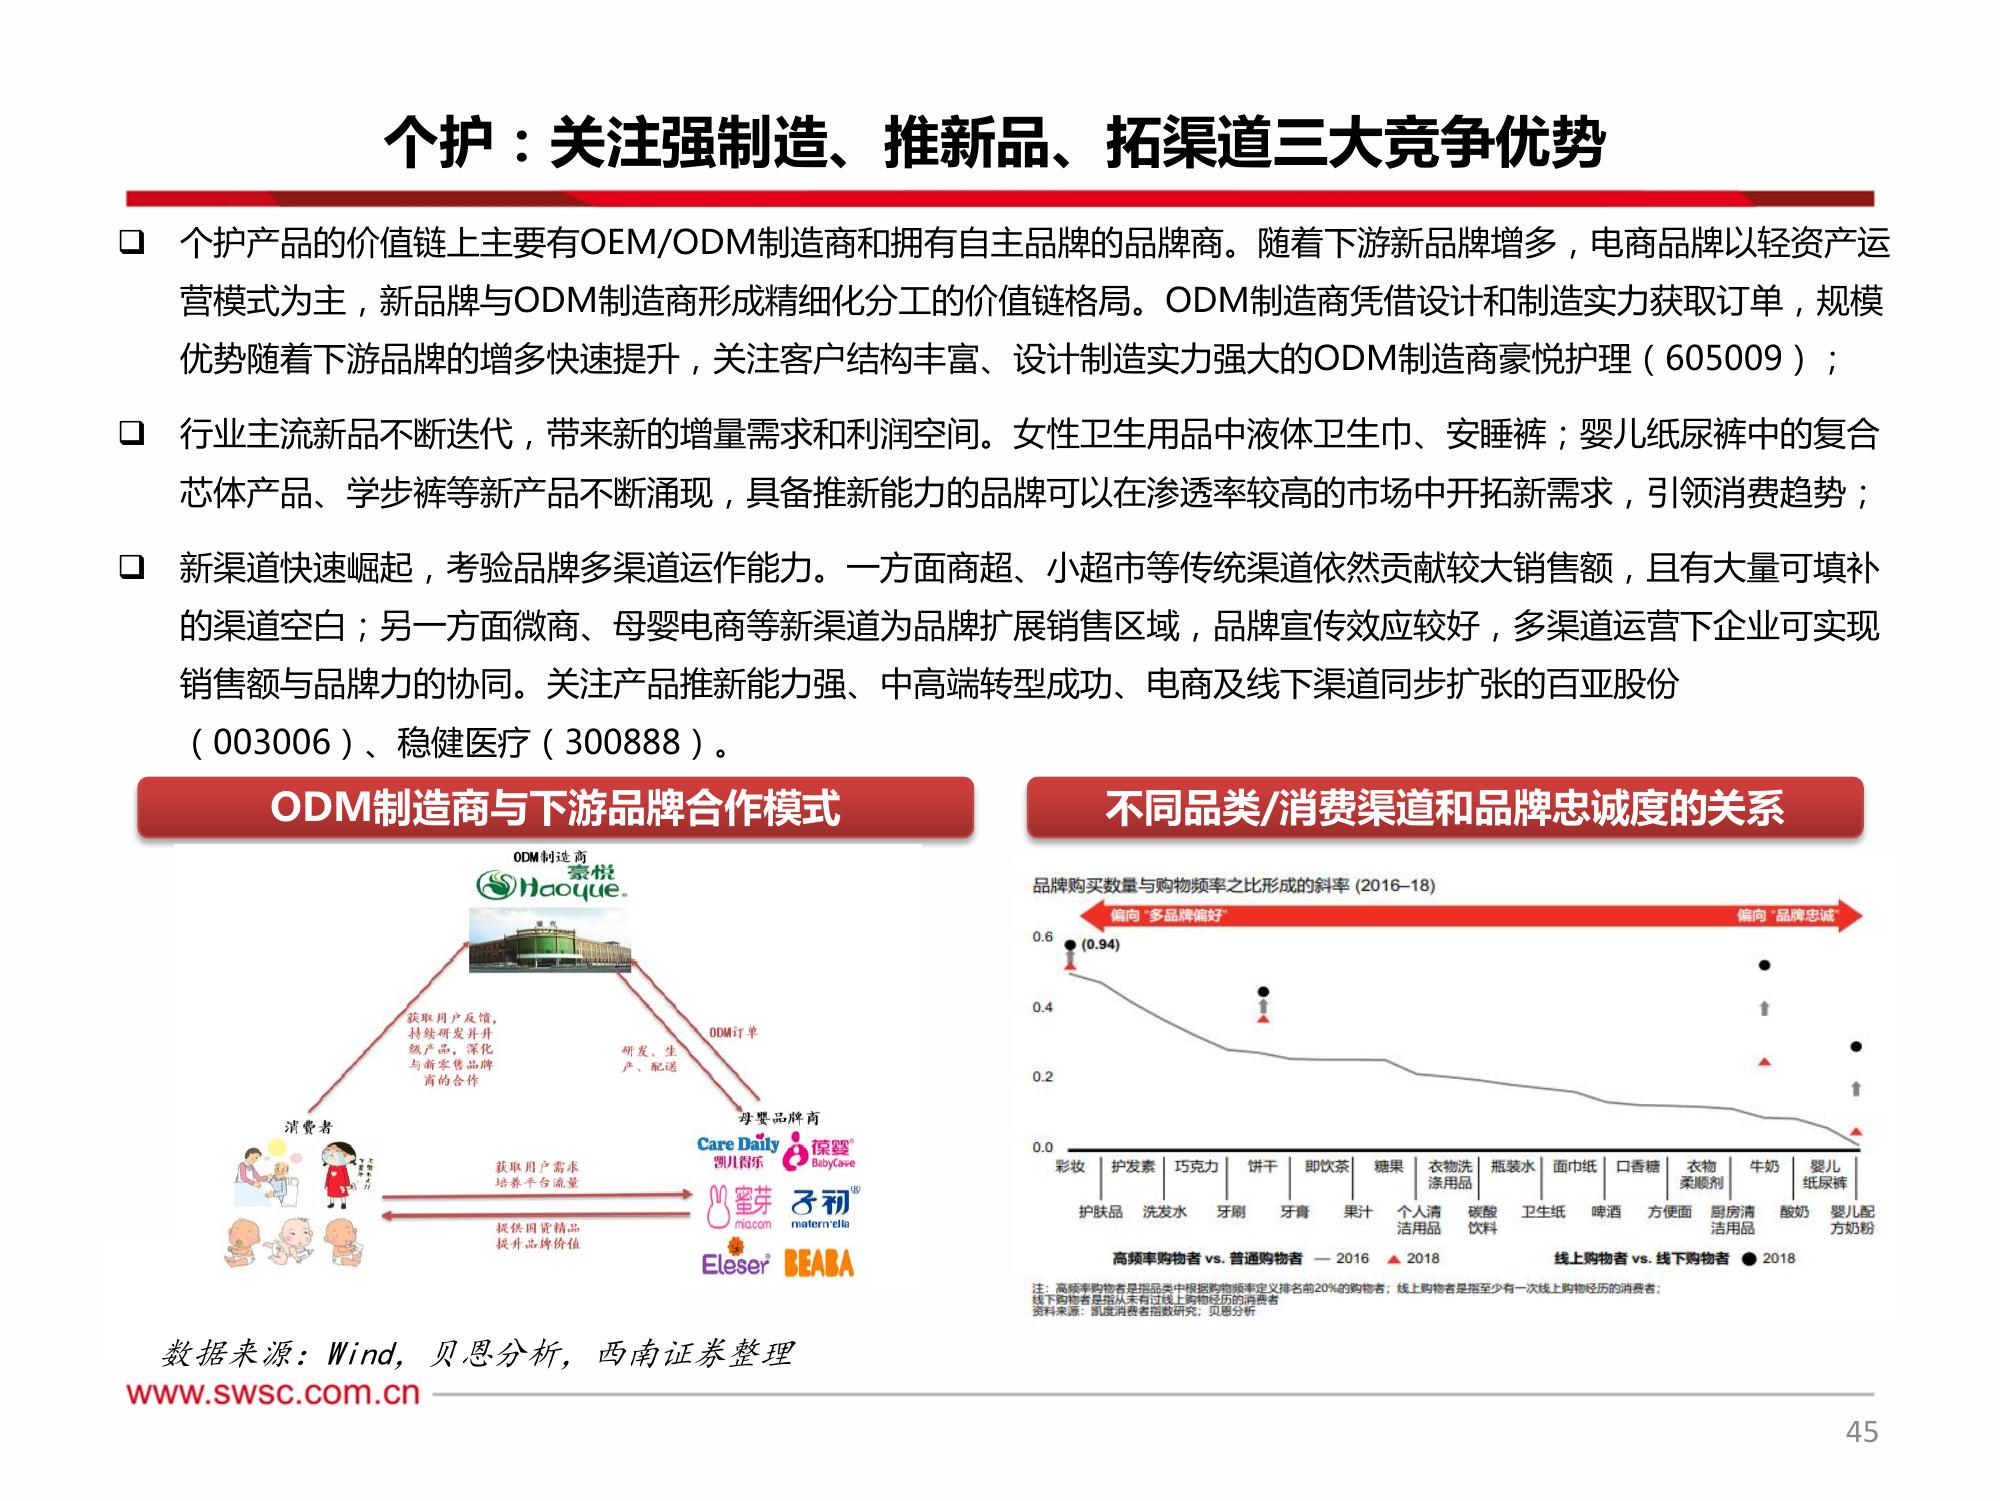 个护：关注强制造、推新品、拓渠道三大竞争优势
❑ 个护产品的价值链上主要有OEM/ODM制造商和拥有自主品牌的品牌商。随着下游新品牌增多，电商品牌以轻资产运
营模式为主，新品牌与ODM制造商形成精细化分工的价值链格局。ODM制造商凭借设计和制造实力获取订单，规模
优势随着下游品牌的增多快速提升，关注客户结构丰富、设计制造实力强大的ODM制造商豪悦护理（605009）；
❑ 行业主流新品不断迭代，带来新的增量需求和利润空间。女性卫生用品中液体卫生巾、安睡裤；婴儿纸尿裤中的复合
芯体产品、学步裤等新产品不断涌现，具备推新能力的品牌可以在渗透率较高的市场中开拓新需求，引领消费趋势；
❑ 新渠道快速崛起，考验品牌多渠道运作能力。一方面商超、小超市等传统渠道依然贡献较大销售额，且有大量可填补
的渠道空白；另一方面微商、母婴电商等新渠道为品牌扩展销售区域，品牌宣传效应较好，多渠道运营下企业可实现
销售额与品牌力的协同。关注产品推新能力强、中高端转型成功、电商及线下渠道同步扩张的百亚股份
（003006）、稳健医疗（300888）。
ODM制造商与下游品牌合作模式
ODM制造商
豪悦
Haoyue
获取用户反馈，
持续研发并升
级产品，深化
与新零售品牌
商的合作
研发、生
产、配送
ODM订单
消费者
母婴品牌商
Care Daily
凯儿得乐
葆婴
BabyCare
获取用户需求
培养平台流量
提供国货精品
提升品牌价值
蜜芽
mia.com
子初®
matern'ella
Eleser
BEABA
不同品类/消费渠道和品牌忠诚度的关系
品牌购买数量与购物频率之比形成的斜率 (2016–18)
偏向 “多品牌偏好” 偏向 “品牌忠诚”
0.6
(0.94)
0.4
0.2
0.0
彩妆 护发素 巧克力 饼干 即饮茶 糖果 衣物洗涤用品 瓶装水 面巾纸 口香糖 衣物柔顺剂 牛奶 婴儿纸尿裤
护肤品 洗发水 牙刷 牙膏 果汁 个人清洁用品 碳酸饮料 卫生纸 啤酒 方便面 厨房清洁用品 酸奶 婴儿配方奶粉
高频率购物者 vs. 普通购物者 — 2016 ▲ 2018 线上购物者 vs. 线下购物者 ● 2018
注：高频率购物者是指品类中根据购物频率定义排名前20%的购物者；线上购物者是指至少有一次线上购物经历的消费者；
线下购物者是指从未有过线上购物经历的消费者
资料来源：凯度消费者指数研究；贝恩分析
数据来源：Wind，贝恩分析，西南证券整理
www.swsc.com.cn
45